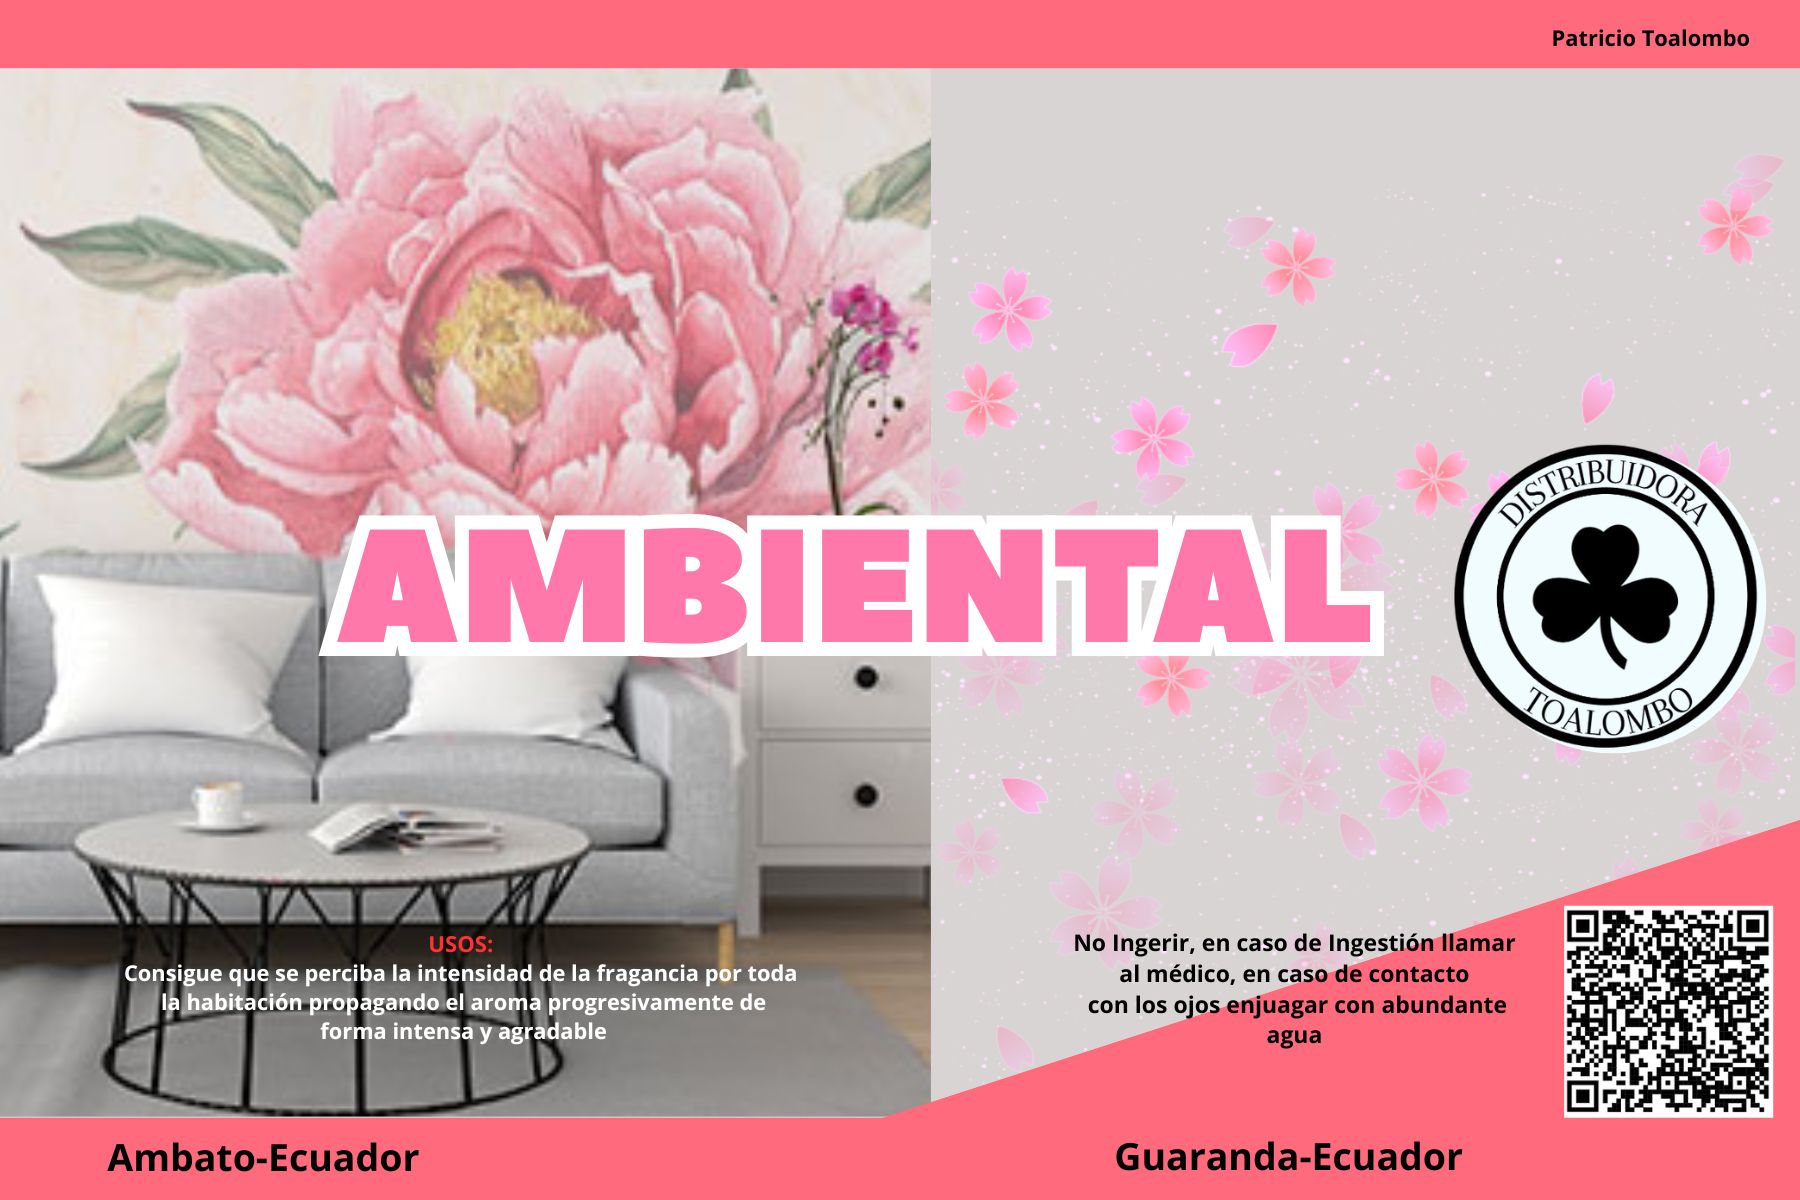 Patricio Toalombo
AMBIENTAL
DISTRIBUIDORA
TOALOMBO
USOS:
Consigue que se perciba la intensidad de la fragancia por toda
la habitación propagando el aroma progresivamente de
forma intensa y agradable
No Ingerir, en caso de Ingestión llamar
al médico, en caso de contacto
con los ojos enjuagar con abundante
agua
Ambato-Ecuador
Guaranda-Ecuador